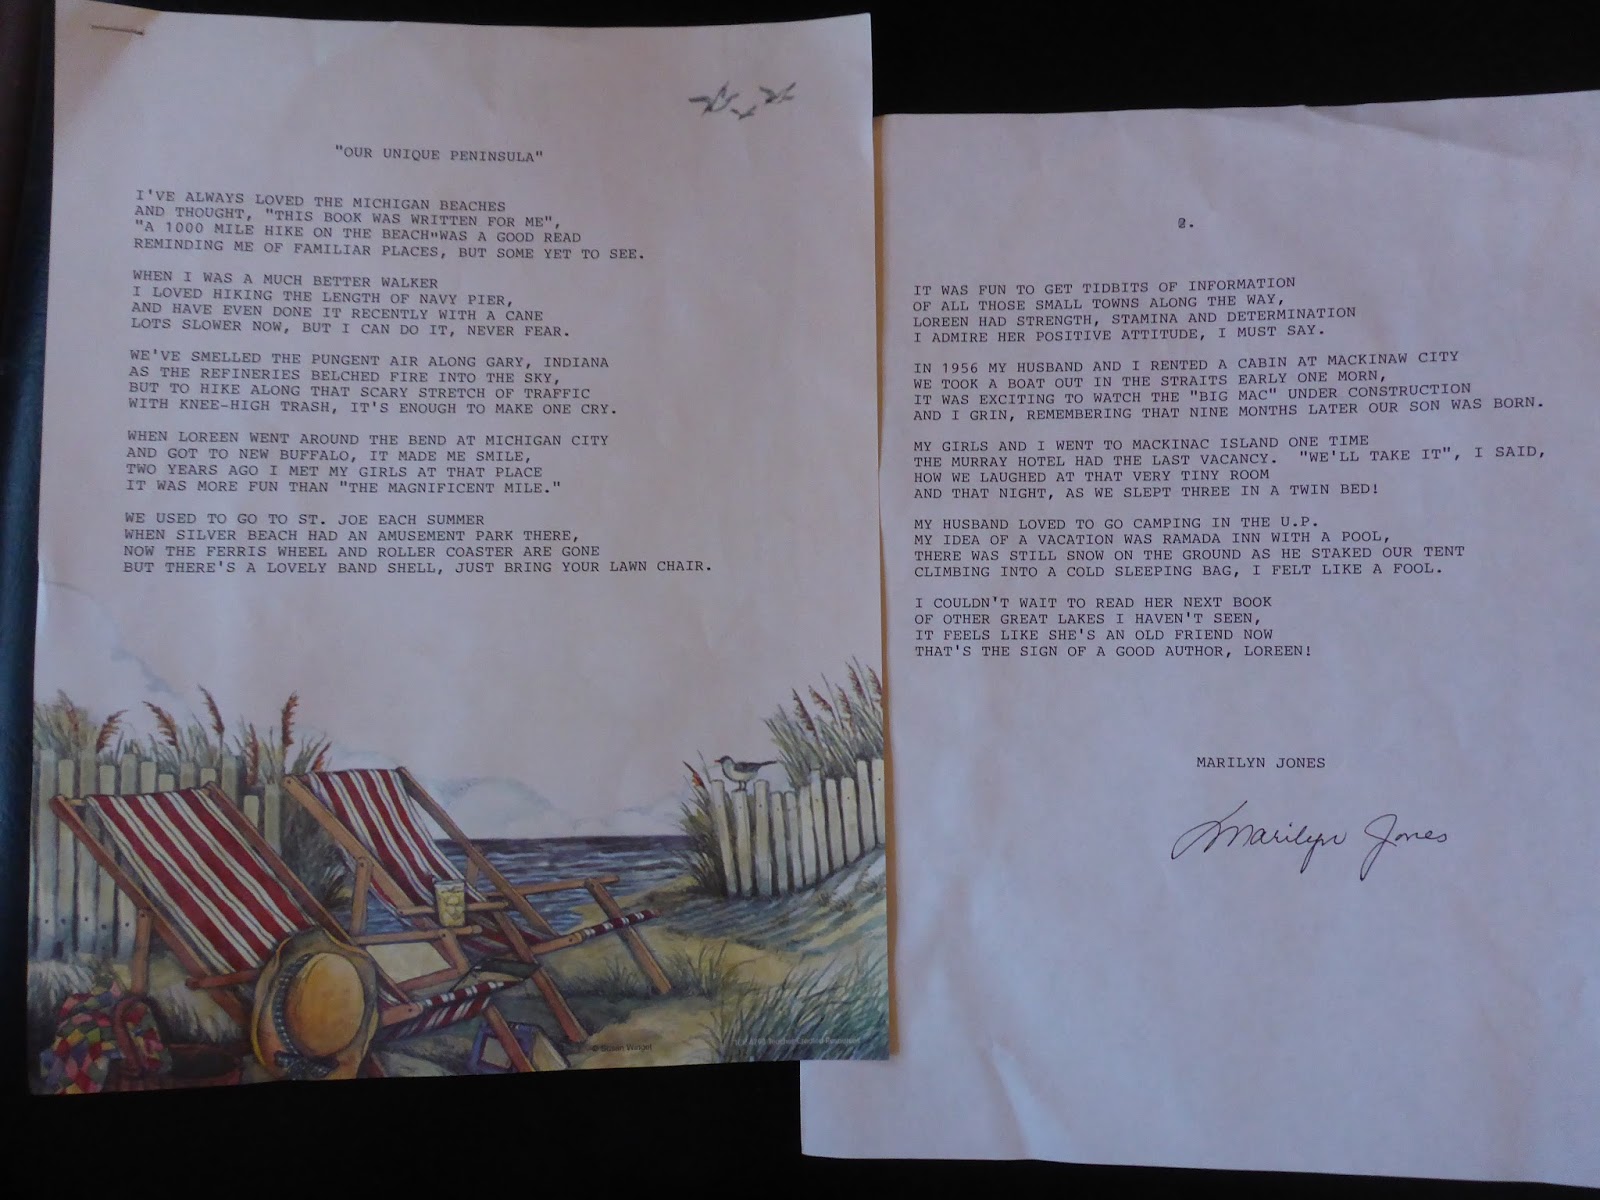 "OUR UNIQUE PENINSULA"
I'VE ALWAYS LOVED THE MICHIGAN BEACHES
AND THOUGHT, "THIS BOOK WAS WRITTEN FOR ME",
"A 1000 MILE HIKE ON THE BEACH"WAS A GOOD READ
REMINDING ME OF FAMILIAR PLACES, BUT SOME YET TO SEE.
WHEN I WAS A MUCH BETTER WALKER
I LOVED HIKING THE LENGTH OF NAVY PIER,
AND HAVE EVEN DONE IT RECENTLY WITH A CANE
LOTS SLOWER NOW, BUT I CAN DO IT, NEVER FEAR.
WE'VE SMELLED THE PUNGENT AIR ALONG GARY, INDIANA
AS THE REFINERIES BELCHED FIRE INTO THE SKY,
BUT TO HIKE ALONG THAT SCARY STRETCH OF TRAFFIC
WITH KNEE-HIGH TRASH, IT'S ENOUGH TO MAKE ONE CRY.
WHEN LOREEN WENT AROUND THE BEND AT MICHIGAN CITY
AND GOT TO NEW BUFFALO, IT MADE ME SMILE,
TWO YEARS AGO I MET MY GIRLS AT THAT PLACE
IT WAS MORE FUN THAN "THE MAGNIFICENT MILE."
WE USED TO GO TO ST. JOE EACH SUMMER
WHEN SILVER BEACH HAD AN AMUSEMENT PARK THERE,
NOW THE FERRIS WHEEL AND ROLLER COASTER ARE GONE
BUT THERE'S A LOVELY BAND SHELL, JUST BRING YOUR LAWN CHAIR.
© Susan Winget
2.
IT WAS FUN TO GET TIDBITS OF INFORMATION
OF ALL THOSE SMALL TOWNS ALONG THE WAY,
LOREEN HAD STRENGTH, STAMINA AND DETERMINATION
I ADMIRE HER POSITIVE ATTITUDE, I MUST SAY.
IN 1956 MY HUSBAND AND I RENTED A CABIN AT MACKINAW CITY
WE TOOK A BOAT OUT IN THE STRAITS EARLY ONE MORN,
IT WAS EXCITING TO WATCH THE "BIG MAC" UNDER CONSTRUCTION
AND I GRIN, REMEMBERING THAT NINE MONTHS LATER OUR SON WAS BORN.
MY GIRLS AND I WENT TO MACKINAC ISLAND ONE TIME
THE MURRAY HOTEL HAD THE LAST VACANCY. "WE'LL TAKE IT", I SAID,
HOW WE LAUGHED AT THAT VERY TINY ROOM
AND THAT NIGHT, AS WE SLEPT THREE IN A TWIN BED!
MY HUSBAND LOVED TO GO CAMPING IN THE U.P.
MY IDEA OF A VACATION WAS RAMADA INN WITH A POOL,
THERE WAS STILL SNOW ON THE GROUND AS HE STAKED OUR TENT
CLIMBING INTO A COLD SLEEPING BAG, I FELT LIKE A FOOL.
I COULDN'T WAIT TO READ HER NEXT BOOK
OF OTHER GREAT LAKES I HAVEN'T SEEN,
IT FEELS LIKE SHE'S AN OLD FRIEND NOW
THAT'S THE SIGN OF A GOOD AUTHOR, LOREEN!
MARILYN JONES
Marilyn Jones